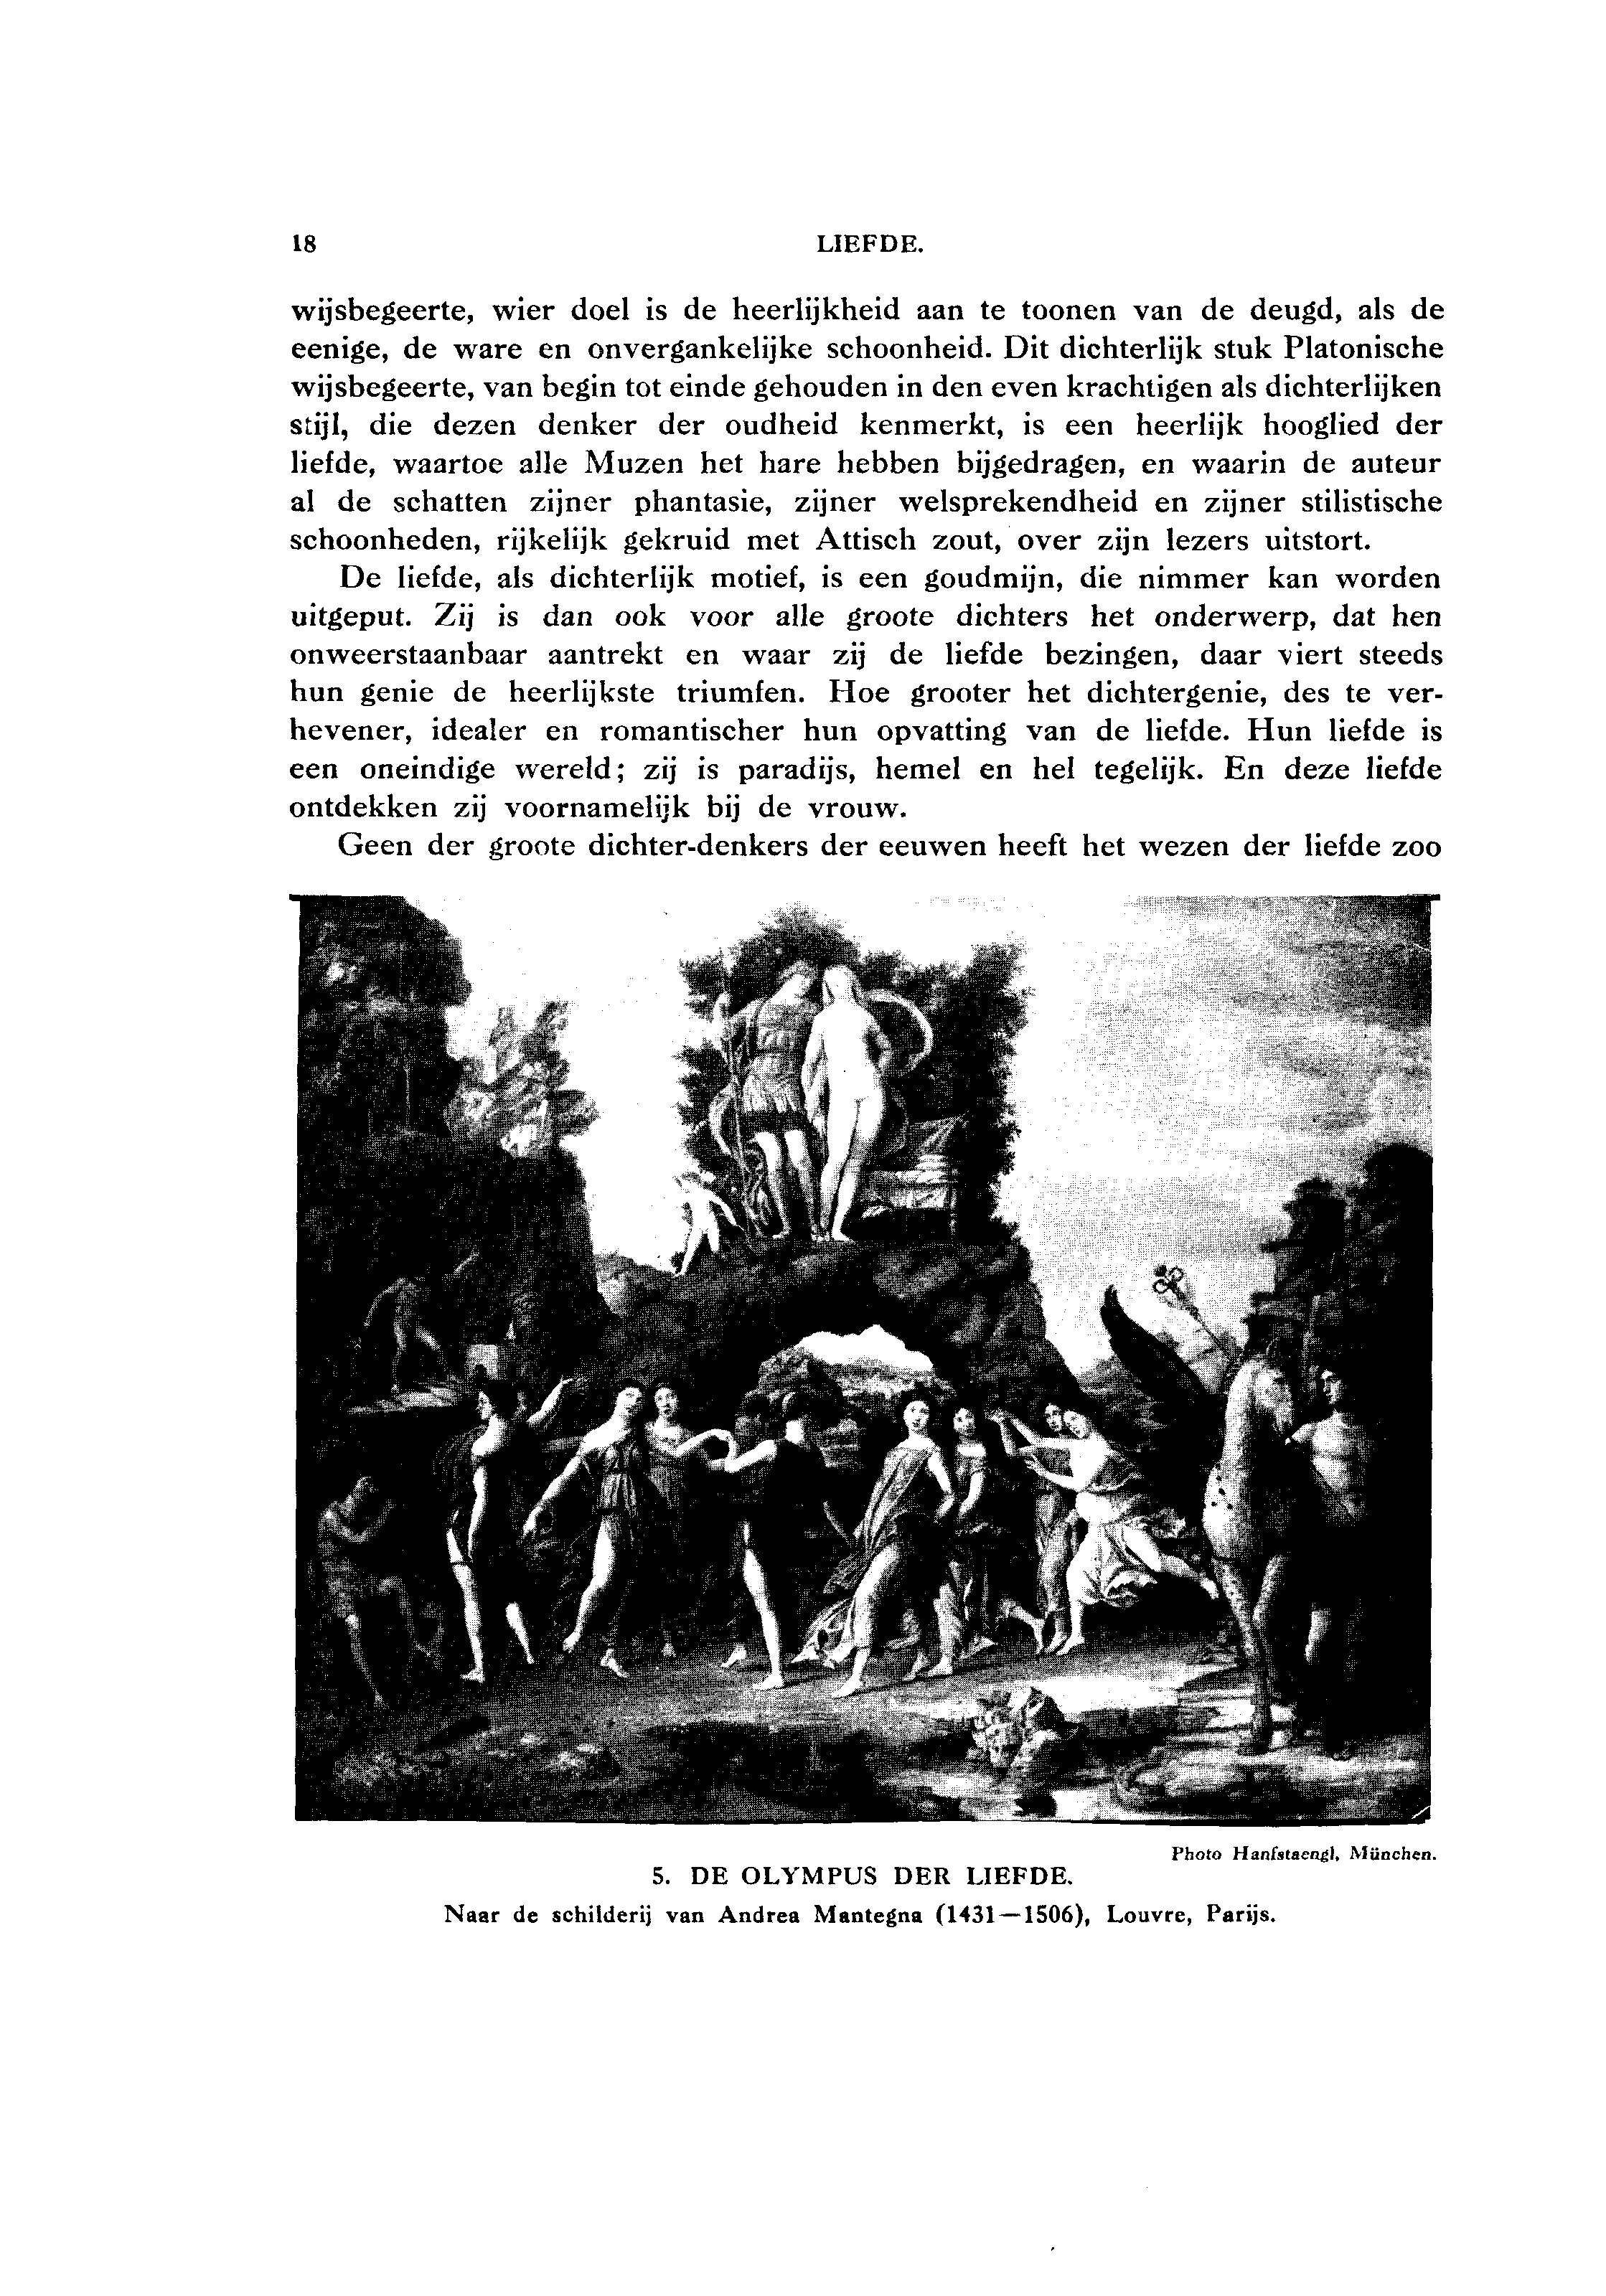 18 LIEFDE.
wijsbegeerte, wier doel is de heerlijkheid aan te toonen van de deugd, als de
eenige, de ware en onvergankelijke schoonheid. Dit dichterlijk stuk Platonische
wijsbegeerte, van begin tot einde gehouden in den even krachtigen als dichterlijken
stijl, die dezen denker der oudheid kenmerkt, is een heerlijk hooglied der
liefde, waartoe alle Muzen het hare hebben bijgedragen, en waarin de auteur
al de schatten zijner phantasie, zijner welsprekendheid en zijner stilistische
schoonheden, rijkelijk gekruid met Attisch zout, over zijn lezers uitstort.
De liefde, als dichterlijk motief, is een goudmijn, die nimmer kan worden
uitgeput. Zij is dan ook voor alle groote dichters het onderwerp, dat hen
onweerstaanbaar aantrekt en waar zij de liefde bezingen, daar viert steeds
hun genie de heerlijkste triumfen. Hoe grooter het dichtergenie, des te ver-
hevener, idealer en romantischer hun opvatting van de liefde. Hun liefde is
een oneindige wereld; zij is paradijs, hemel en hel tegelijk. En deze liefde
ontdekken zij voornamelijk bij de vrouw.
Geen der groote dichter-denkers der eeuwen heeft het wezen der liefde zoo
Photo Hanfstaengl, München.
5. DE OLYMPUS DER LIEFDE.
Naar de schilderij van Andrea Mantegna (1431—1506), Louvre, Parijs.